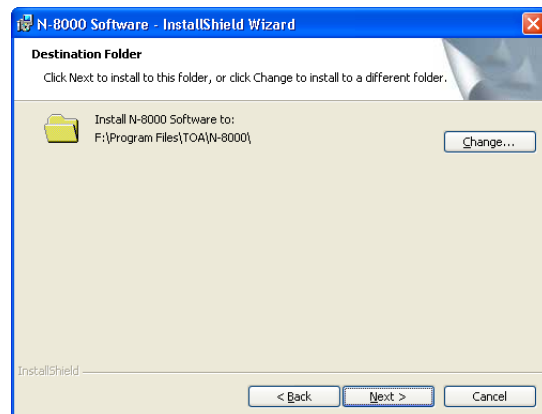 N-8000 Software - InstallShield Wizard
Destination Folder
Click Next to install to this folder, or click Change to install to a different folder.
Install N-8000 Software to:
F:\Program Files\TOA\N-8000\
Change...
InstallShield
< Back
Next >
Cancel